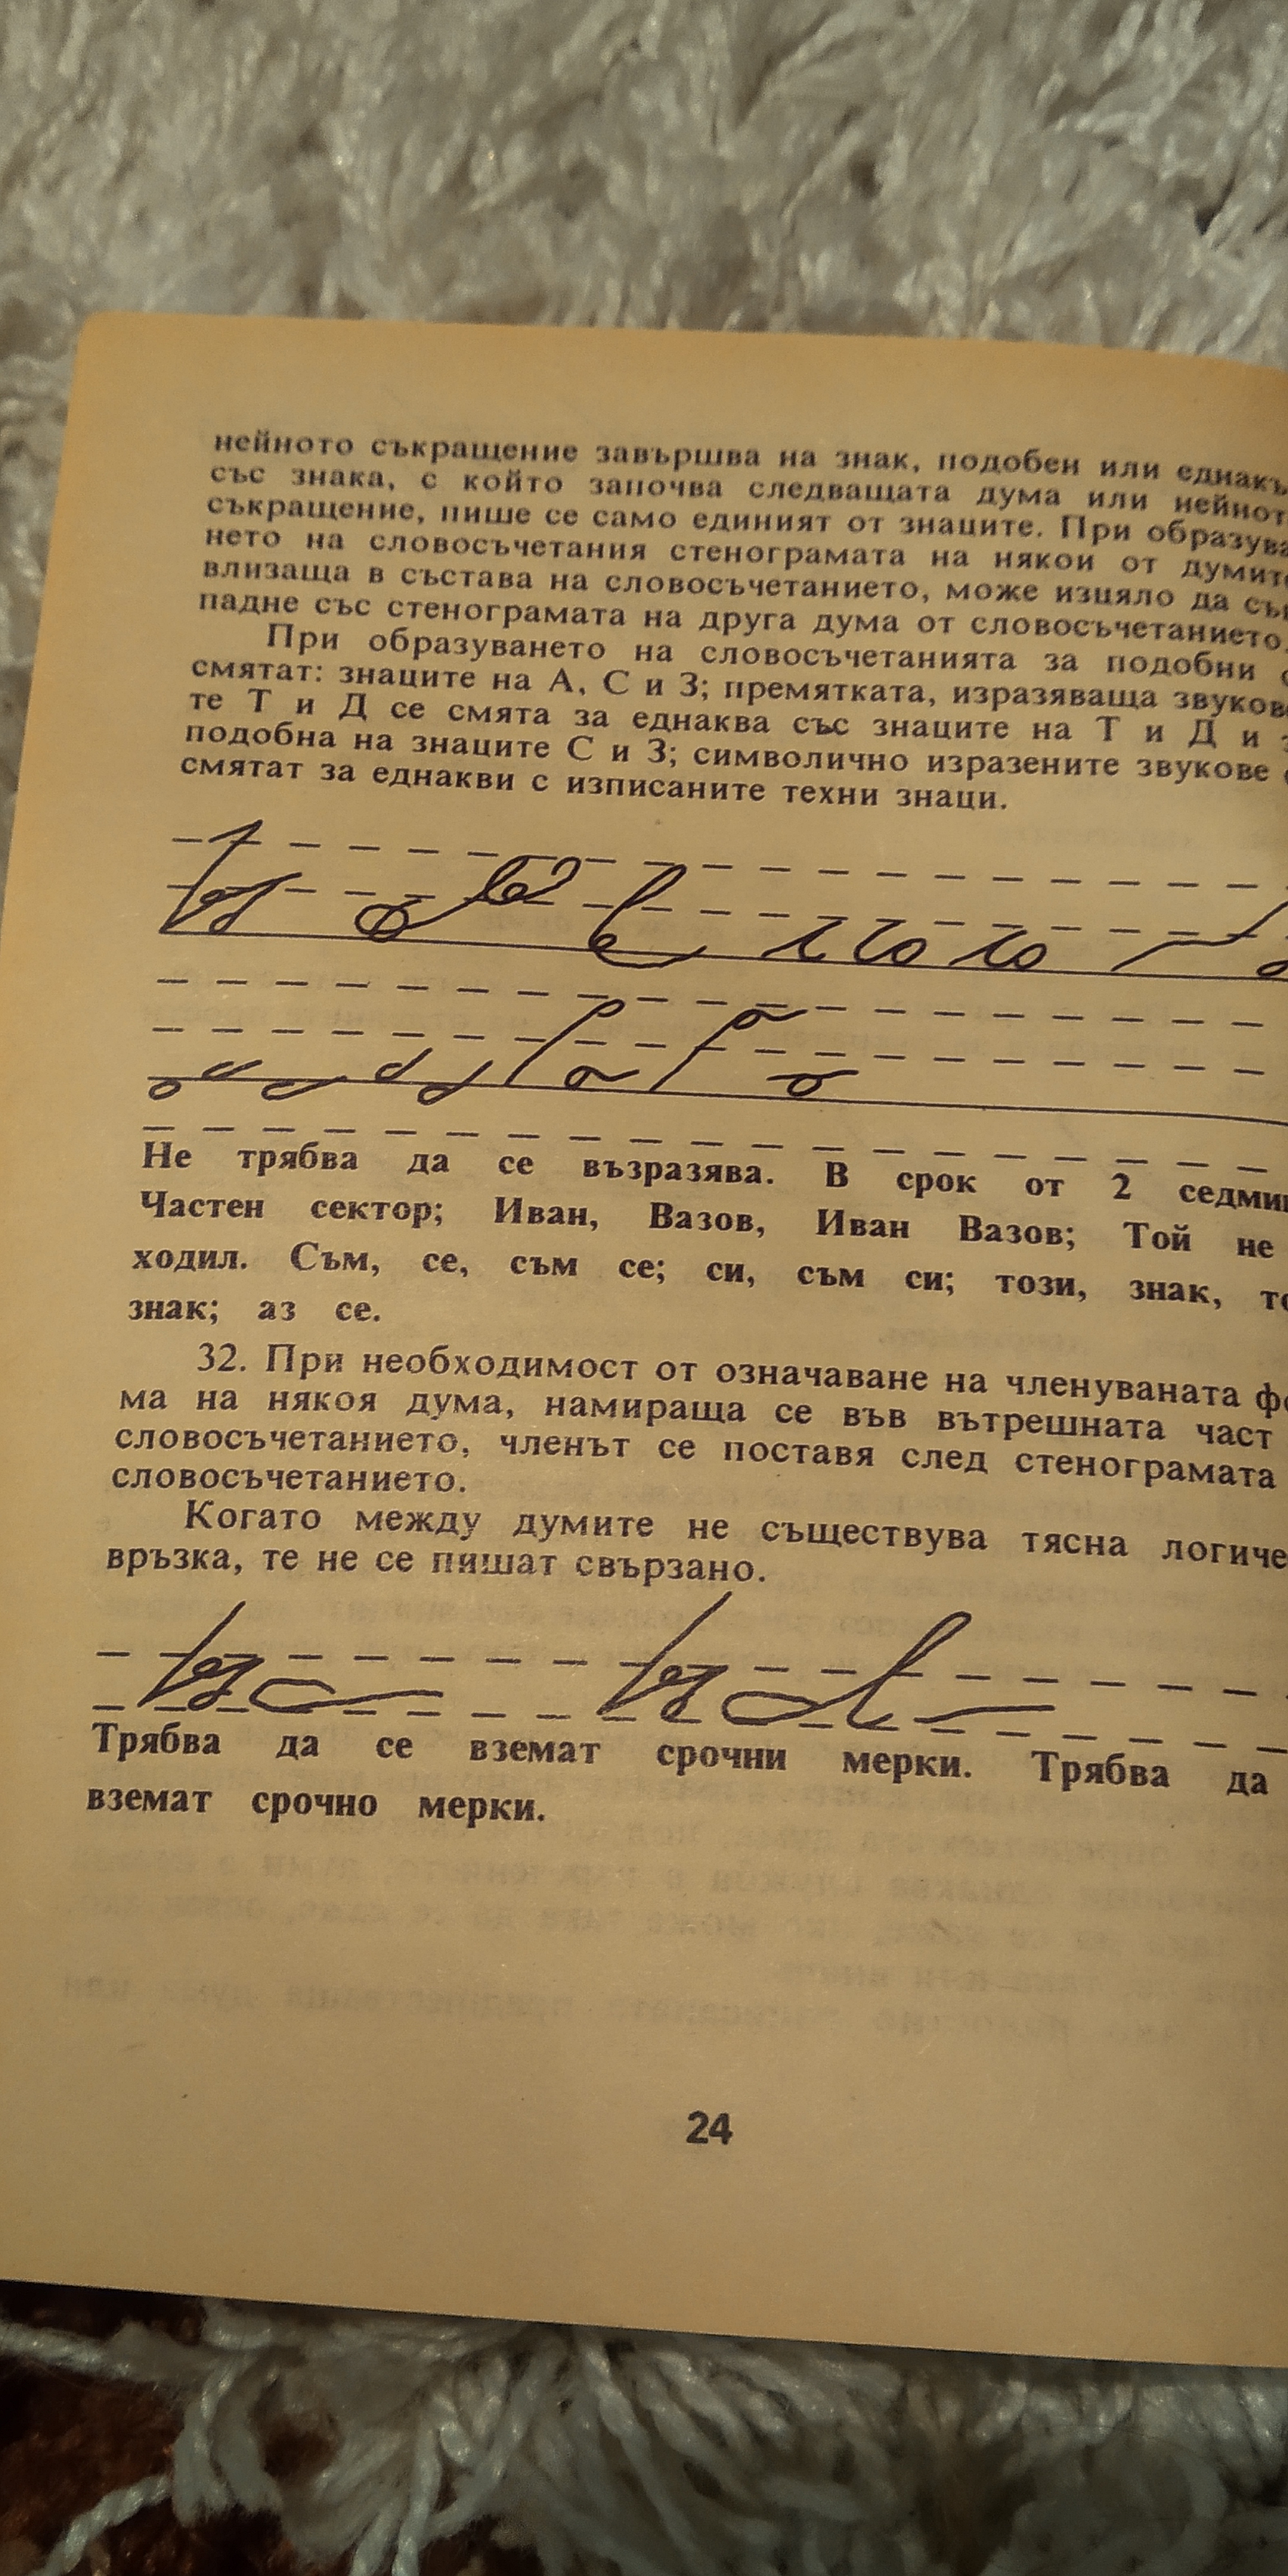 нейното съкращение завършва на знак, подобен или еднакъ
със знака, с който започва следващата дума или нейнот
съкращение, пише се само единият от знаците. При образува
нето на словосъчетания стенограмата на някои от думит
влизаща в състава на словосъчетанието, може изцяло да съв
падне със стенограмата на друга дума от словосъчетанието.
При образуването на словосъчетанията за подобни с
смятат: знаците на А, С и З; премятката, изразяваща звуков
те Т и Д се смята за еднаква със знаците на Т и Д и з
подобна на знаците С и З; символично изразените звукове с
смятат за еднакви с изписаните техни знаци.
Не трябва да се възразява. В срок от 2 седмиц
Частен сектор; Иван, Вазов, Иван Вазов; Той не
ходил. Съм, се, съм се; си, съм си; този, знак, то
знак; аз се.
32. При необходимост от означаване на членуваната фо
ма на някоя дума, намираща се във вътрешната част
словосъчетанието, членът се поставя след стенограмата
словосъчетанието.
Когато между думите не съществува тясна логиче
връзка, те не се пишат свързано.
Трябва да се вземат срочни мерки. Трябва да
вземат срочно мерки.
24